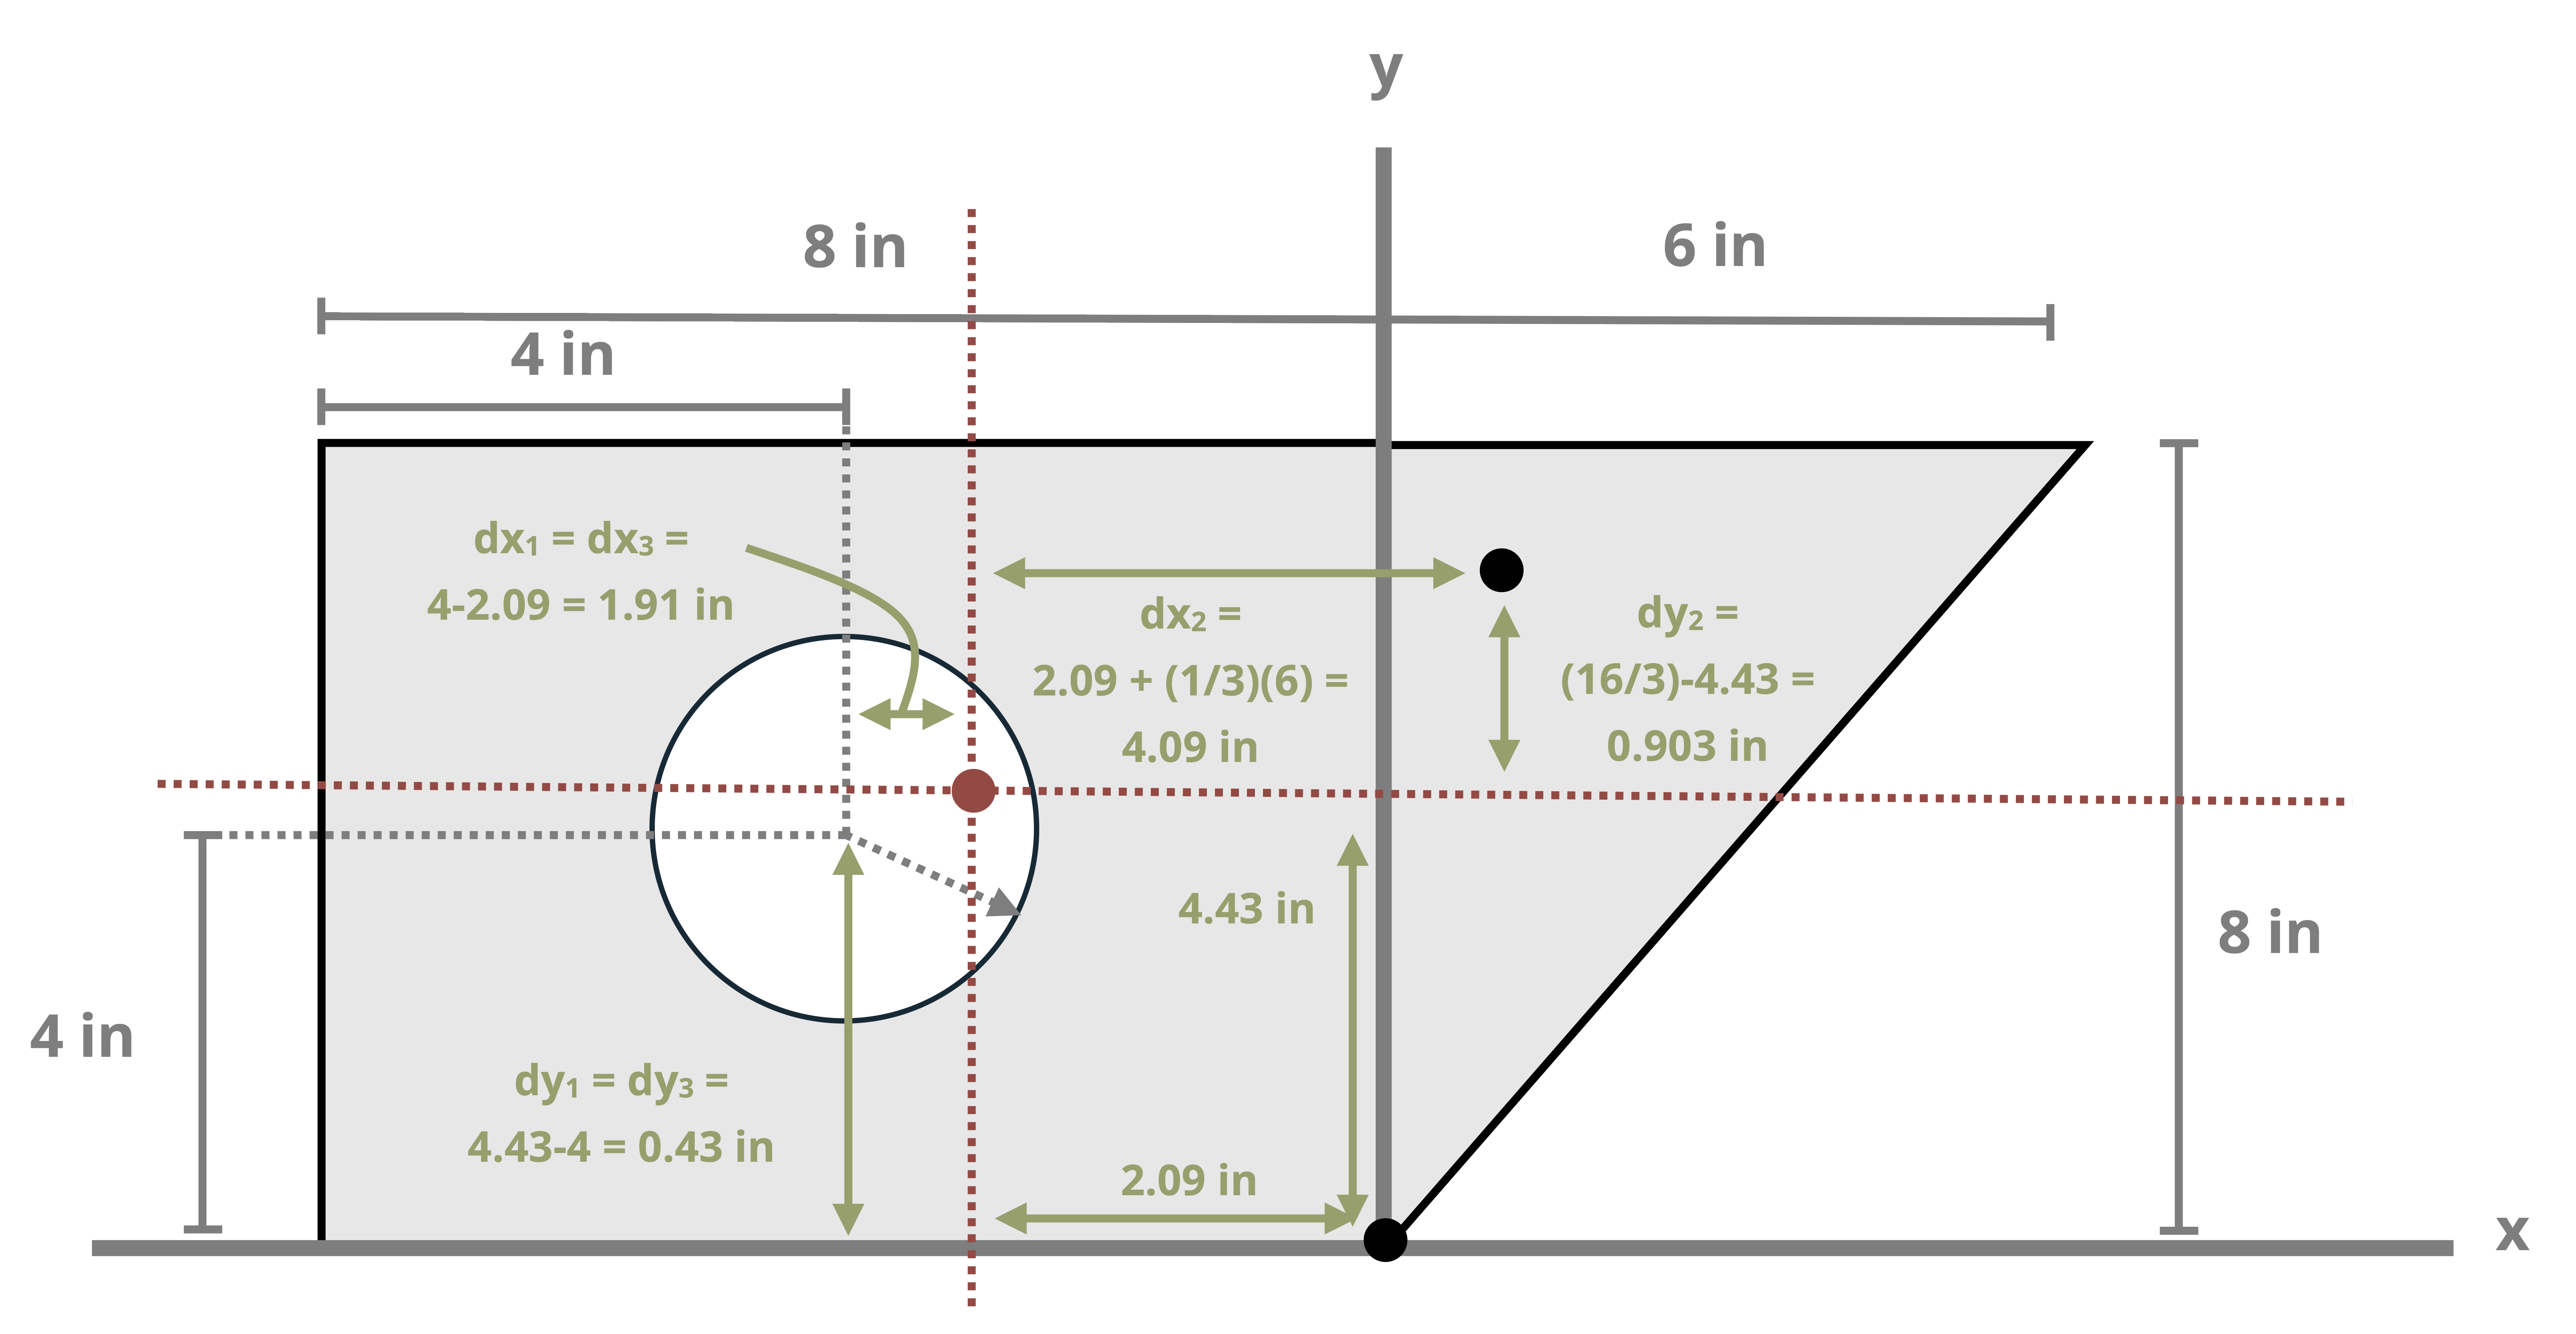 y
8 in
6 in
4 in
dx₁ = dx₃ =
4-2.09 = 1.91 in
dx₂ =
2.09 + (1/3)(6) =
4.09 in
dy₂ =
(16/3)-4.43 =
0.903 in
4.43 in
8 in
4 in
dy₁ = dy₃ =
4.43-4 = 0.43 in
2.09 in
x